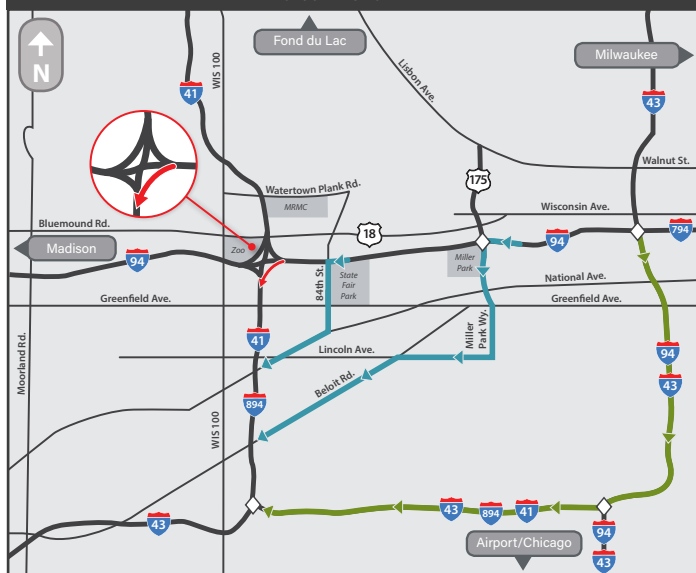 Fond du Lac
Milwaukee
N
41
WIS 100
Lisbon Ave.
43
175
Walnut St.
Watertown Plank Rd.
MRMC
Wisconsin Ave.
Bluemound Rd.
18
794
Madison
94
Zoo
94
Miller
Park
84th St.
State
Fair
Park
National Ave.
Greenfield Ave.
Greenfield Ave.
Moorland Rd.
41
Miller
Park Wy.
Lincoln Ave.
94
43
Beloit Rd.
894
WIS 100
43
43
894
41
94
Airport/Chicago
43